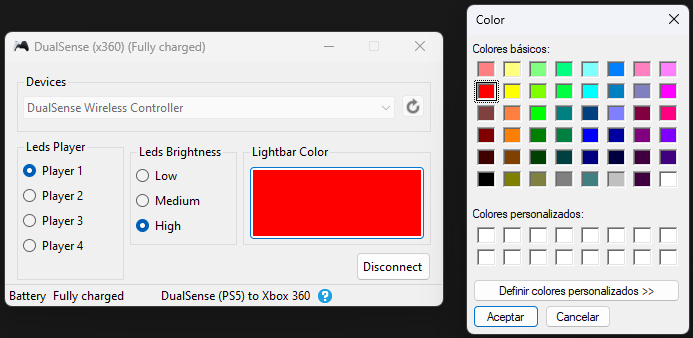 DualSense (x360) (Fully charged)
Devices
DualSense Wireless Controller
Leds Player
Player 1
Player 2
Player 3
Player 4
Leds Brightness
Low
Medium
High
Lightbar Color
Disconnect
Battery Fully charged
DualSense (PS5) to Xbox 360
Color
Colores básicos:
Colores personalizados:
Definir colores personalizados >>
Aceptar
Cancelar